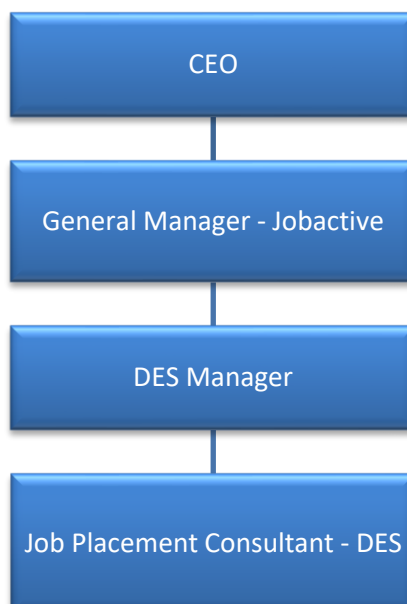 CEO
General Manager - Jobactive
DES Manager
Job Placement Consultant - DES